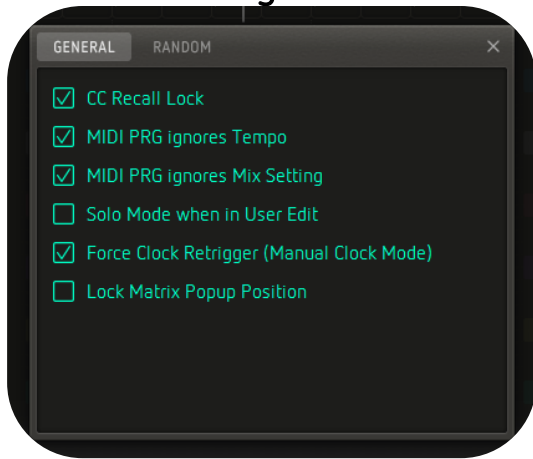 GENERAL RANDOM ×
CC Recall Lock
MIDI PRG ignores Tempo
MIDI PRG ignores Mix Setting
Solo Mode when in User Edit
Force Clock Retrigger (Manual Clock Mode)
Lock Matrix Popup Position